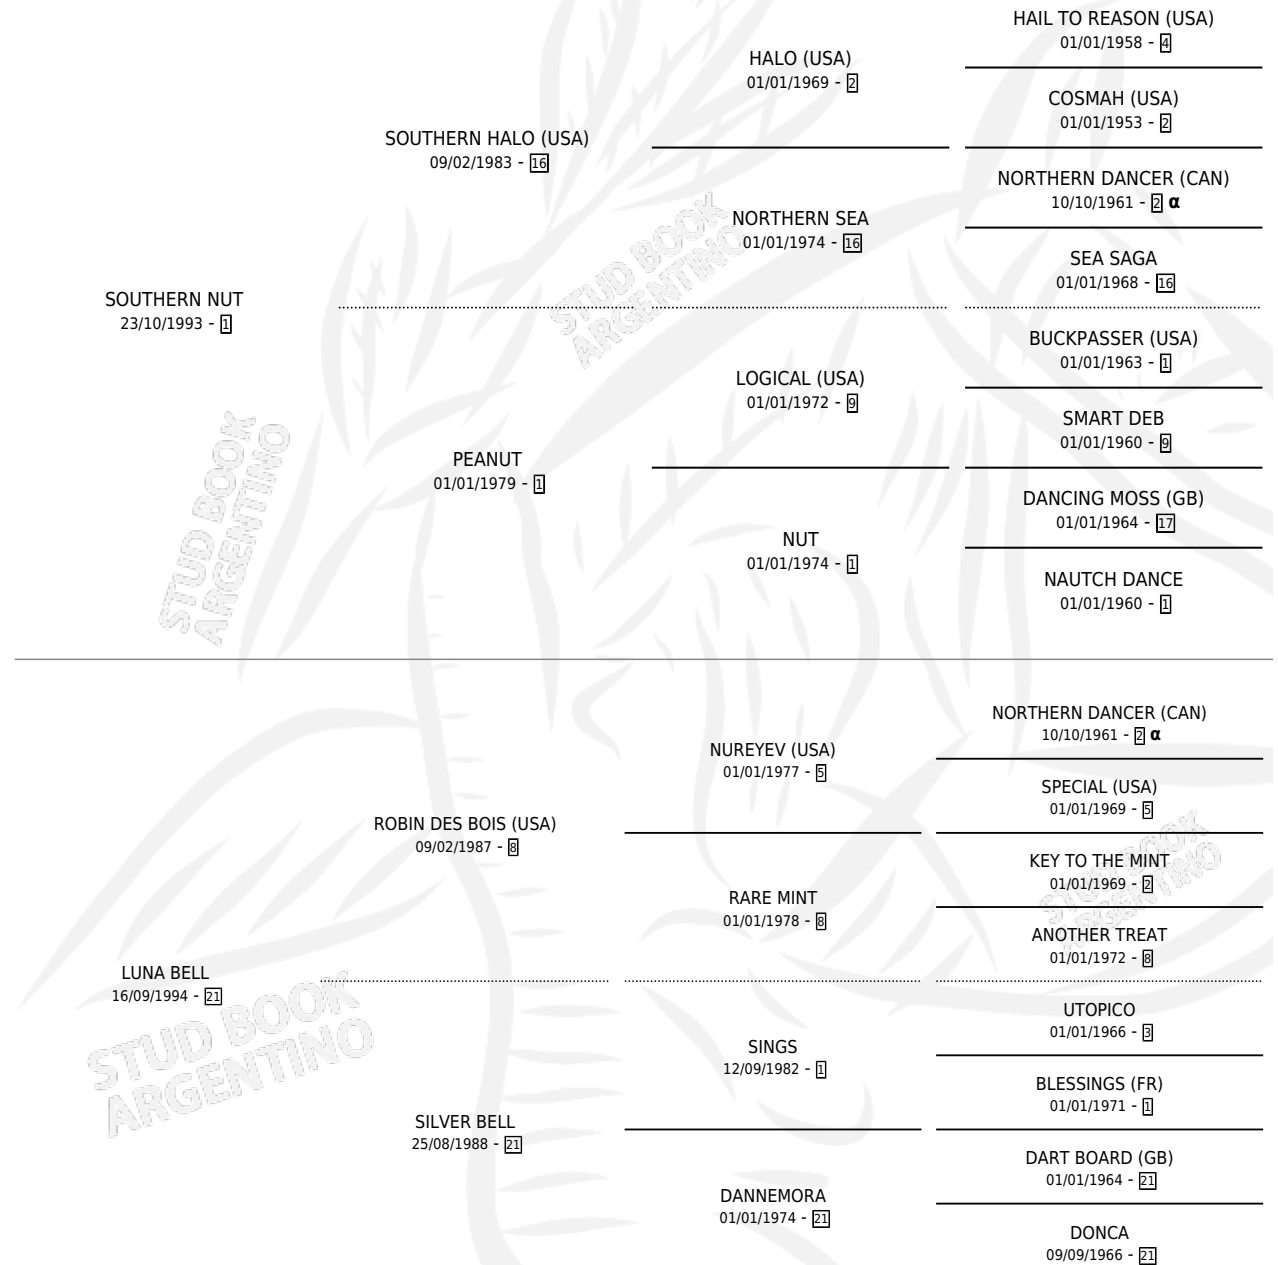 HAIL TO REASON (USA)
01/01/1958 - 4
HALO (USA)
01/01/1969 - 2
COSMAH (USA)
01/01/1953 - 2
SOUTHERN HALO (USA)
09/02/1983 - 16
NORTHERN DANCER (CAN)
10/10/1961 - 2 α
NORTHERN SEA
01/01/1974 - 16
SEA SAGA
01/01/1968 - 16
STUD BOOK
ARGENTINO
SOUTHERN NUT
23/10/1993 - 1
BUCKPASSER (USA)
01/01/1963 - 1
LOGICAL (USA)
01/01/1972 - 9
SMART DEB
01/01/1960 - 9
PEANUT
01/01/1979 - 1
DANCING MOSS (GB)
01/01/1964 - 17
STUD BOOK
ARGENTINO
NUT
01/01/1974 - 1
NAUTCH DANCE
01/01/1960 - 1
NORTHERN DANCER (CAN)
10/10/1961 - 2 α
NUREYEV (USA)
01/01/1977 - 5
SPECIAL (USA)
01/01/1969 - 5
ROBIN DES BOIS (USA)
09/02/1987 - 8
KEY TO THE MINT
01/01/1969 - 2
STUD BOOK
ARGENTINO
RARE MINT
01/01/1978 - 8
ANOTHER TREAT
01/01/1972 - 8
LUNA BELL
16/09/1994 - 21
STUD BOOK
ARGENTINO
UTOPICO
01/01/1966 - 3
SINGS
12/09/1982 - 1
BLESSINGS (FR)
01/01/1971 - 1
SILVER BELL
25/08/1988 - 21
DART BOARD (GB)
01/01/1964 - 21
DANNEMORA
01/01/1974 - 21
DONCA
09/09/1966 - 21